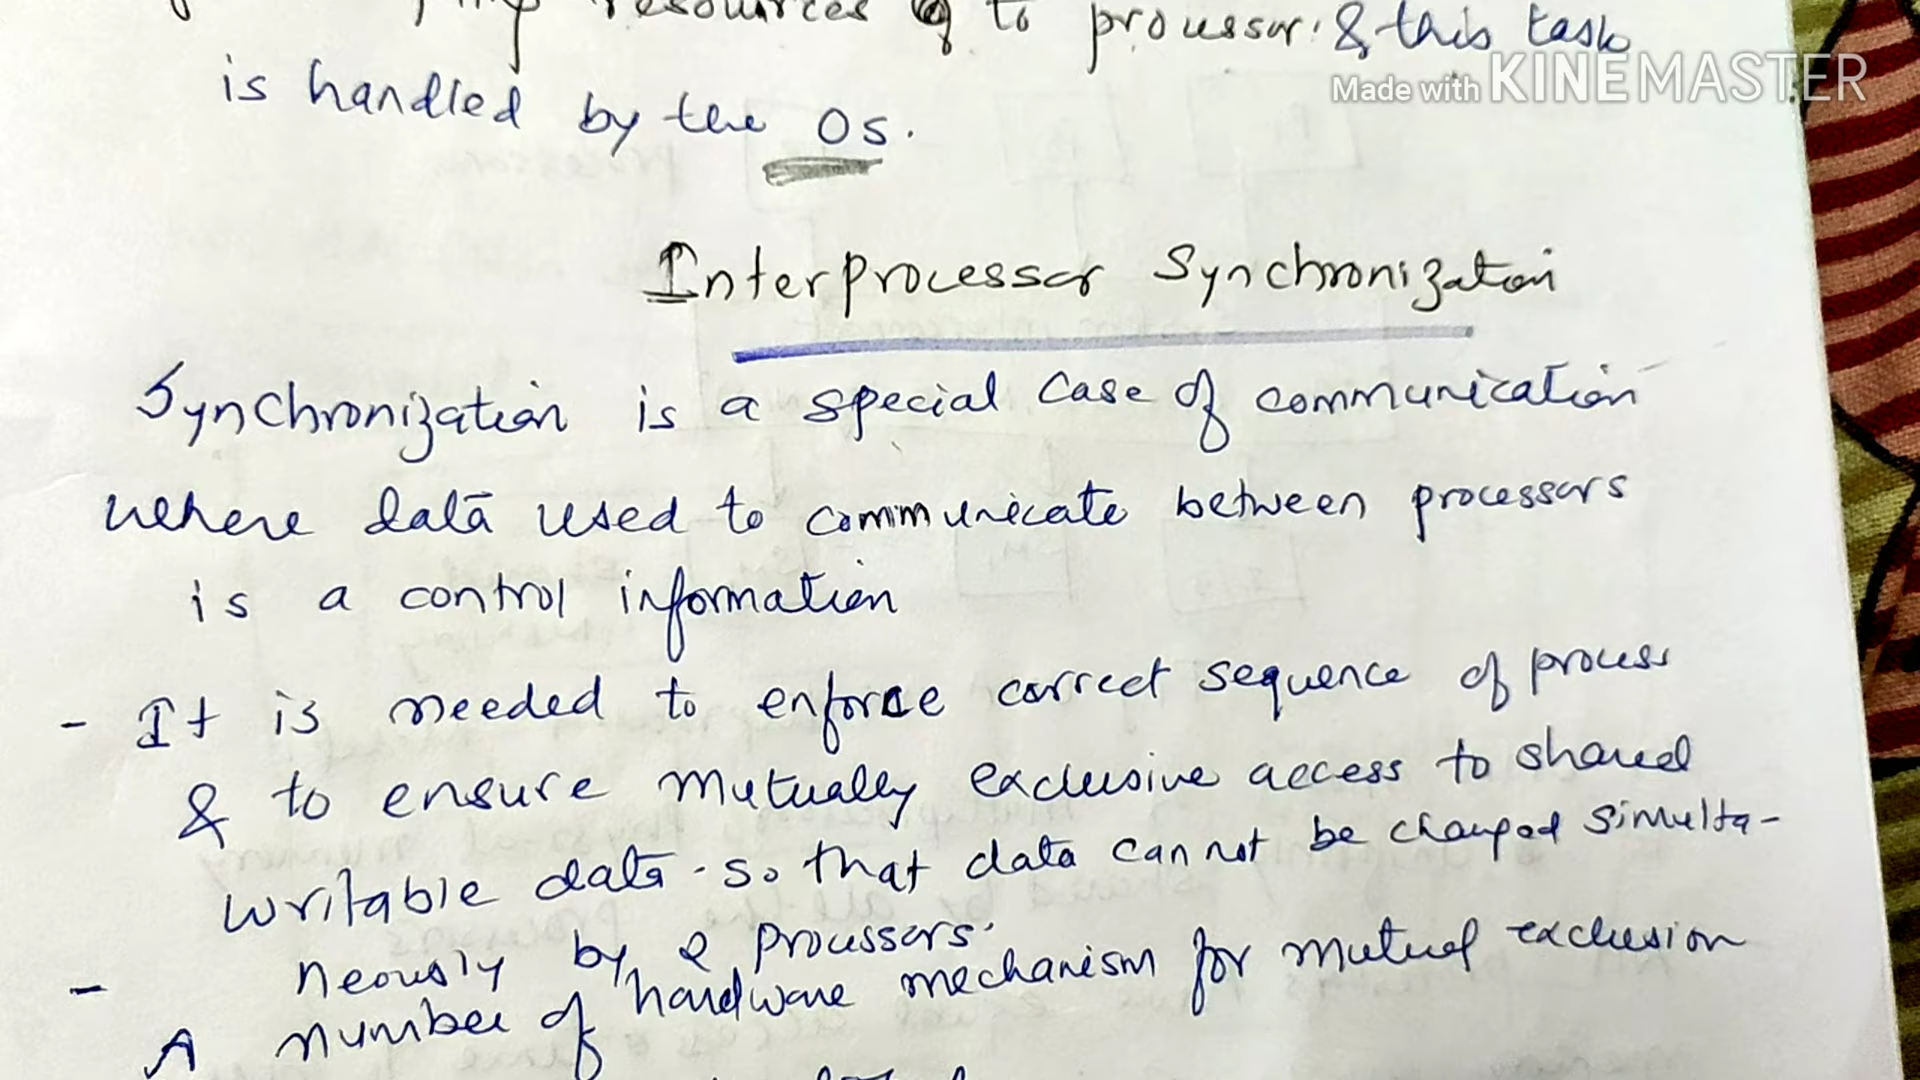 resources of to processor. & this task
Made with KINEMASTER
is handled by the OS.
Interprocessor Synchronization
Synchronization is a special case of communication
where data used to communicate between processors
is a control information
- It is needed to enforce correct sequence of process
& to ensure mutually exclusive access to shared
writable data. so that data cannot be changed simulta-
neously by 2 processors.
- A number of hardware mechanism for mutual exclusion